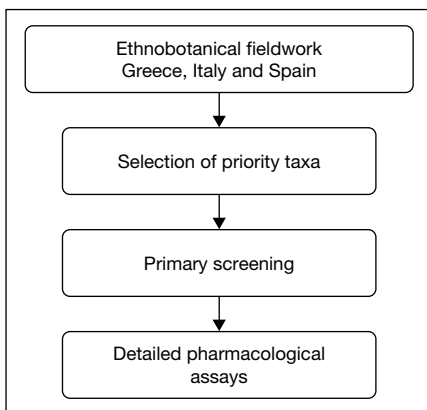 Ethnobotanical fieldwork
Greece, Italy and Spain
Selection of priority taxa
Primary screening
Detailed pharmacological
assays